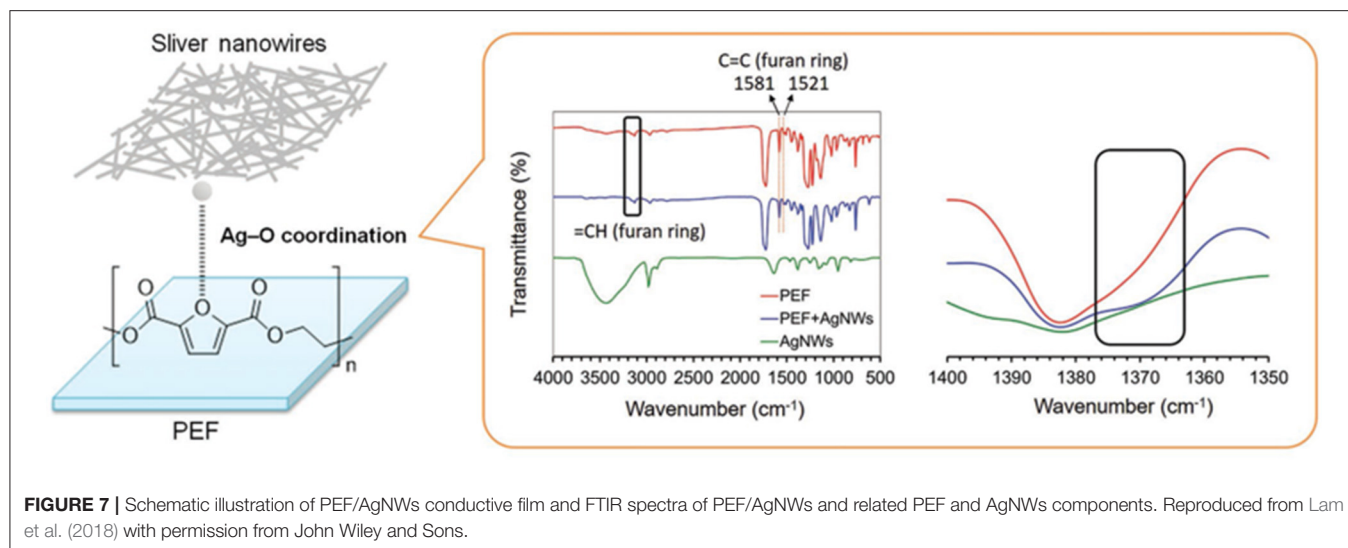 Sliver nanowires
Ag–O coordination
O
O
O
O
O
n
PEF
C=C (furan ring)
1581 1521
=CH (furan ring)
Transmittance (%)
PEF
PEF+AgNWs
AgNWs
4000 3500 3000 2500 2000 1500 1000 500
Wavenumber (cm⁻¹)
1400 1390 1380 1370 1360 1350
Wavenumber (cm⁻¹)
FIGURE 7 | Schematic illustration of PEF/AgNWs conductive film and FTIR spectra of PEF/AgNWs and related PEF and AgNWs components. Reproduced from Lam
et al. (2018) with permission from John Wiley and Sons.